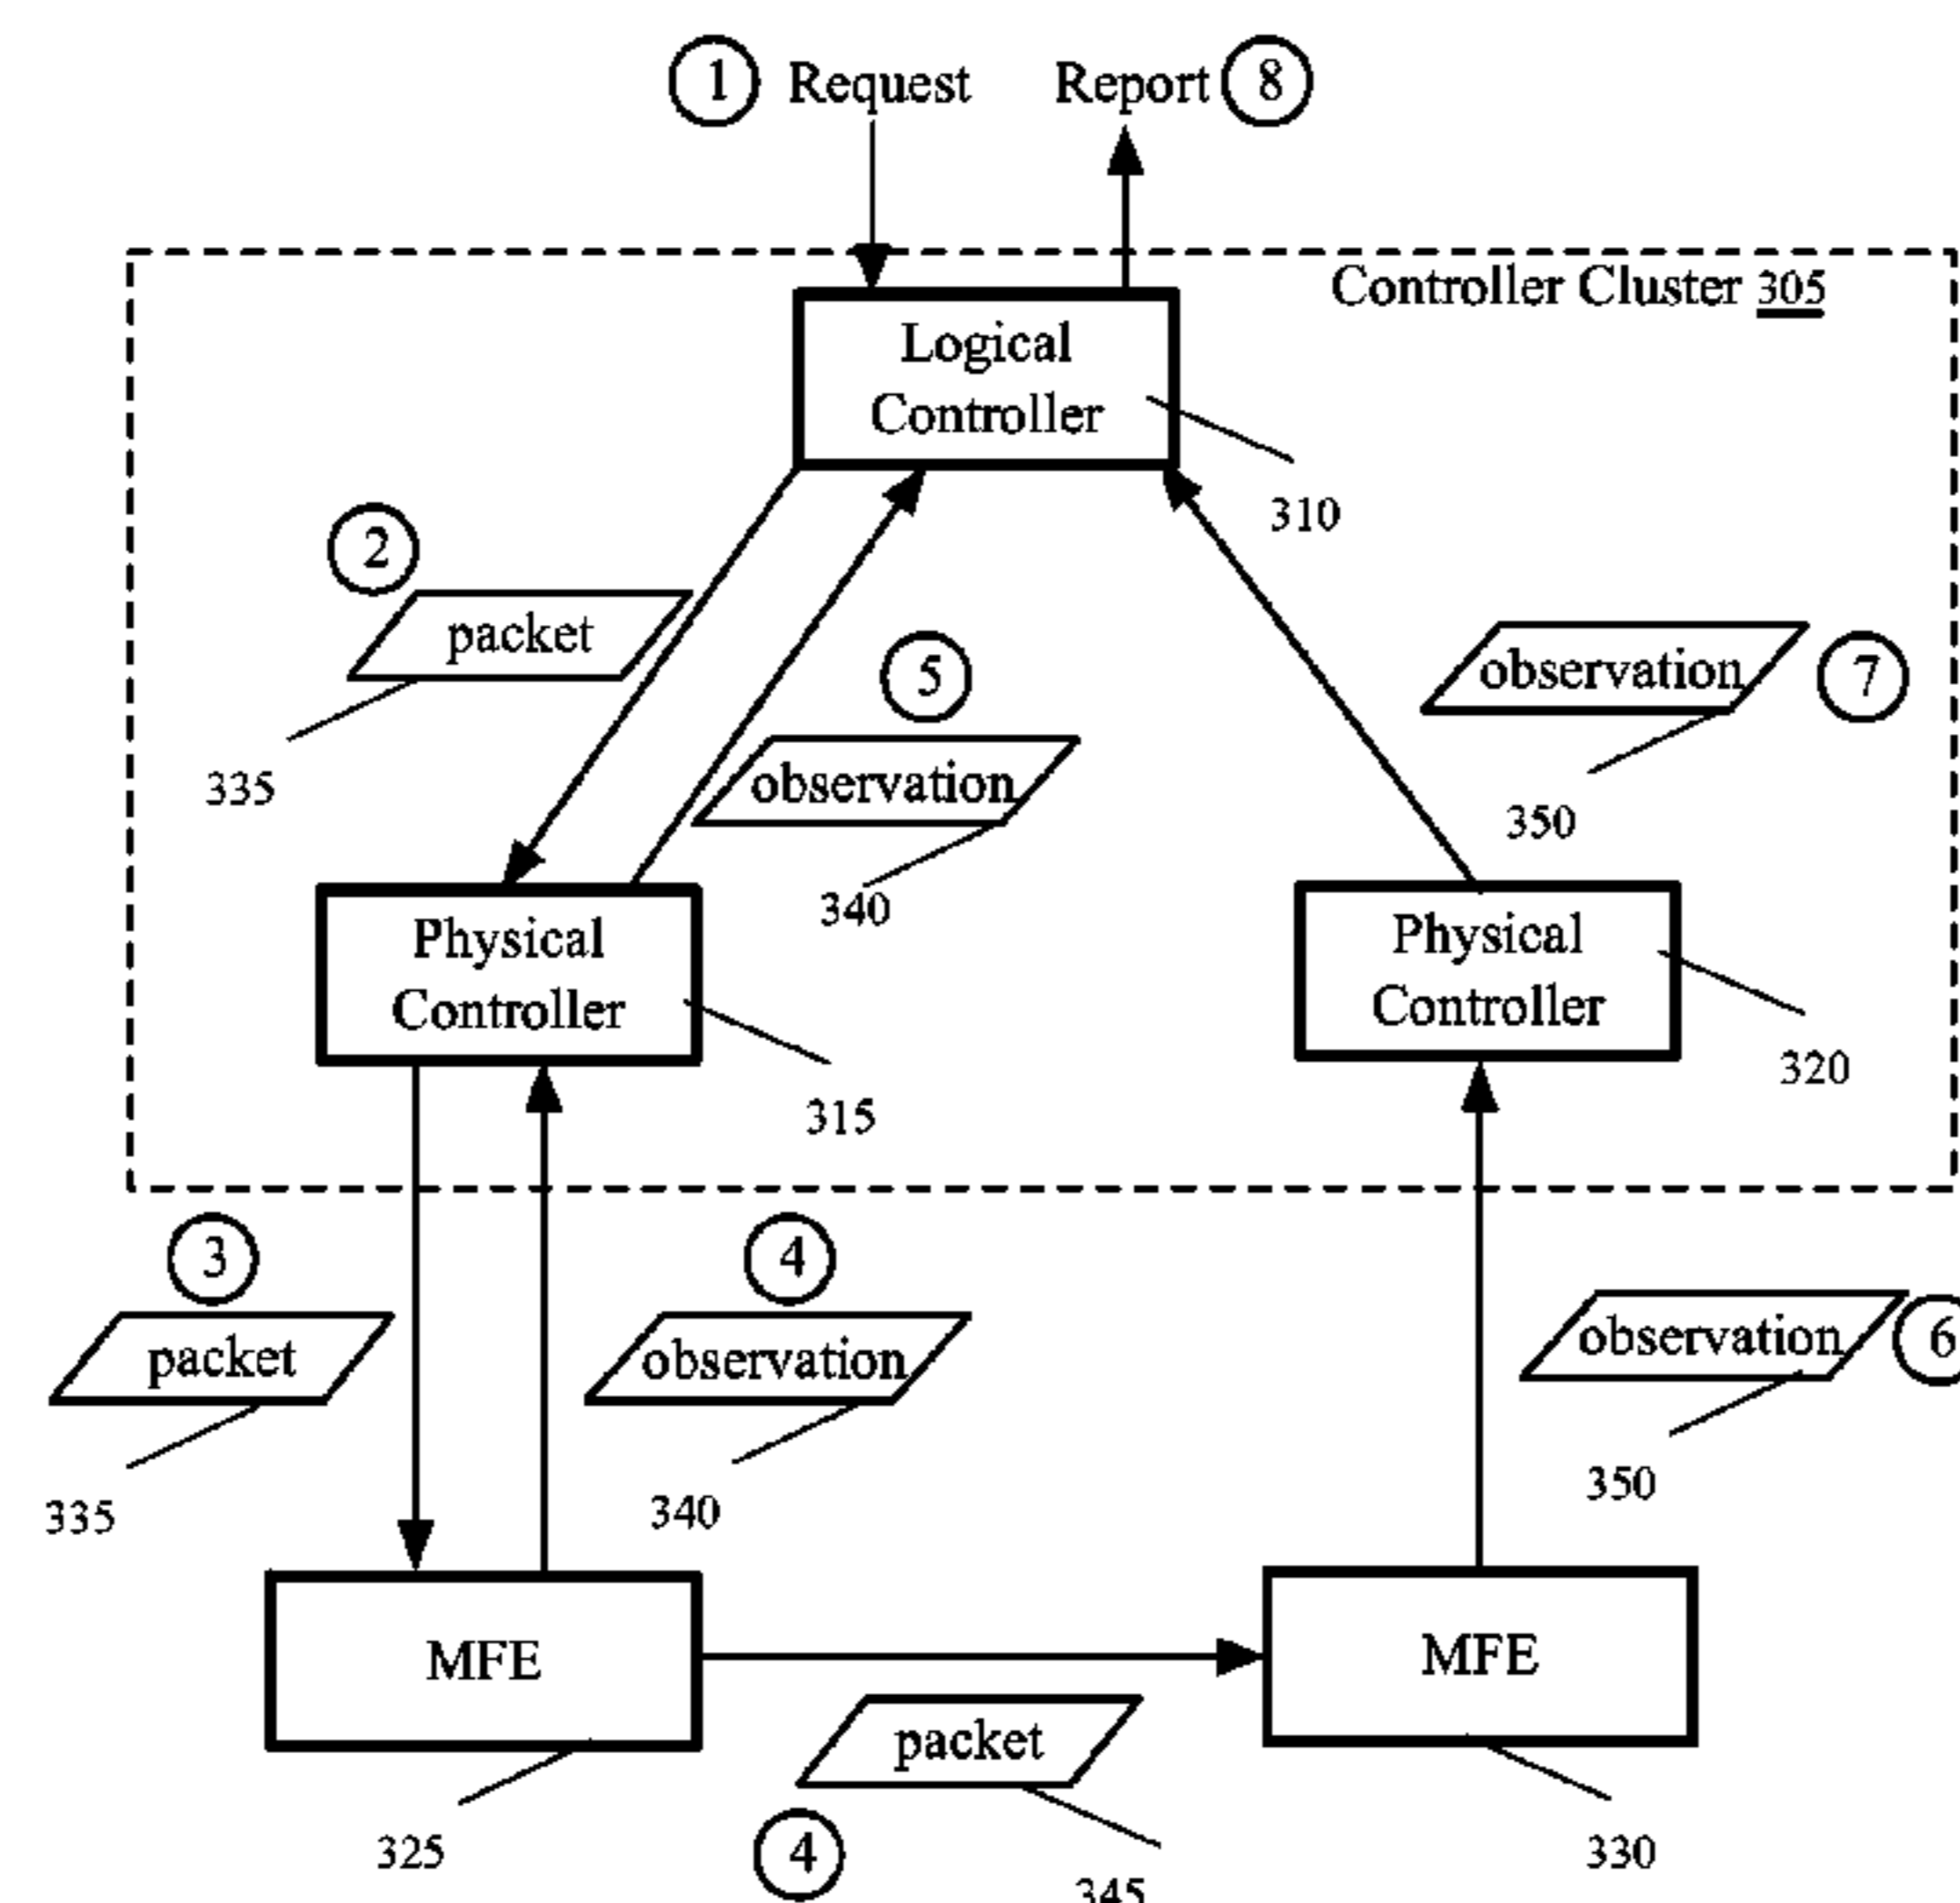 1 Request Report 8
Controller Cluster 305
Logical
Controller
310
2
packet
335
5
observation
340
observation 7
350
Physical
Controller
315
Physical
Controller
320
3
packet
335
4
observation
340
observation 6
350
MFE
325
MFE
330
packet
4
345